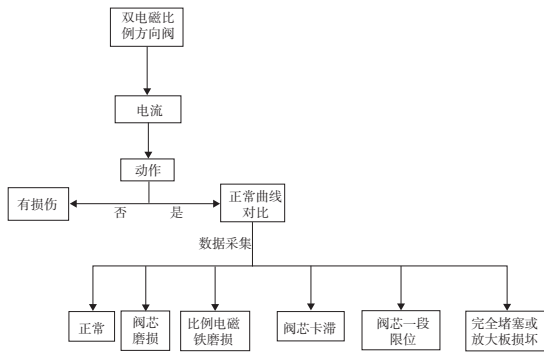 双电磁比
例方向阀
电流
动作
有损伤
否
是
正常曲线
对比
数据采集
正常
阀芯
磨损
比例电磁
铁磨损
阀芯卡滞
阀芯一段
限位
完全堵塞或
放大板损坏